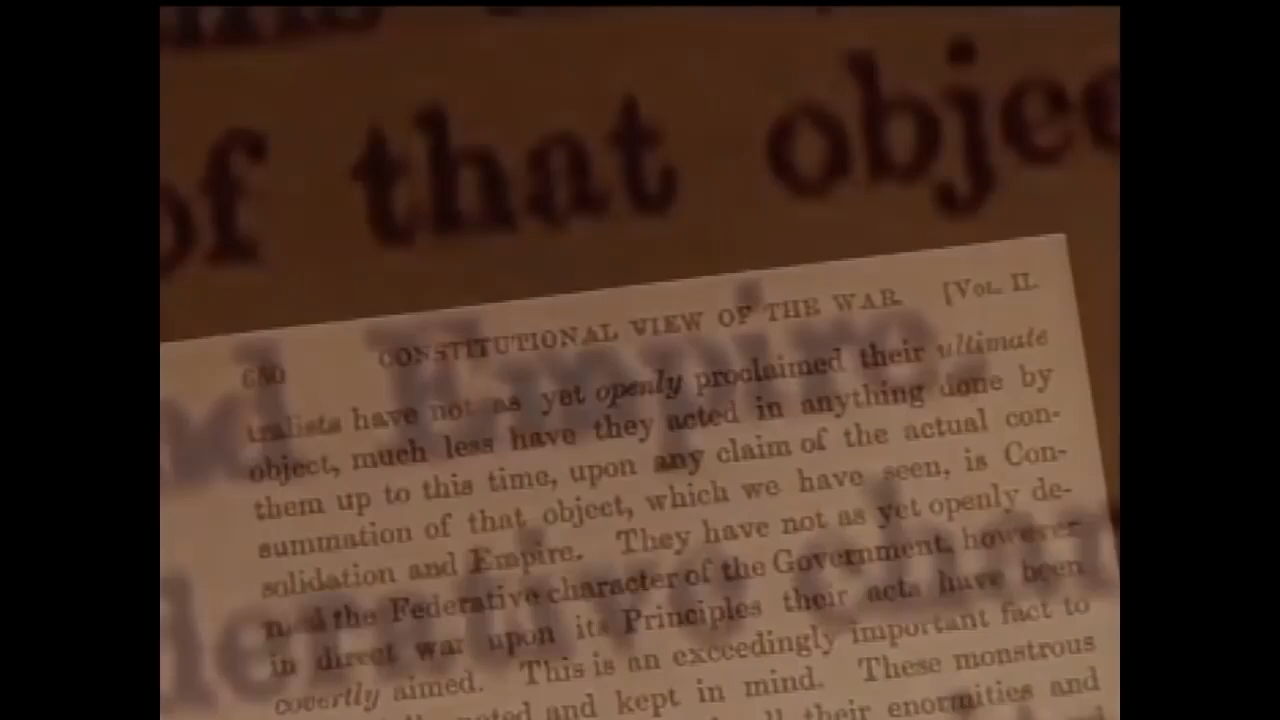 of that objec
680 CONSTITUTIONAL VIEW OF THE WAR. [VOL. II.
tralists have not as yet openly proclaimed their ultimate
object, much less have they acted in anything done by
them up to this time, upon any claim of the actual con-
summation of that object, which we have seen, is Con-
solidation and Empire. They have not as yet openly de-
nied the Federative character of the Government, however
in direct war upon its Principles their acts have been
covertly aimed. This is an exceedingly important fact to
noted and kept in mind. These monstrous
their enormities and
nd Empire.
derative char